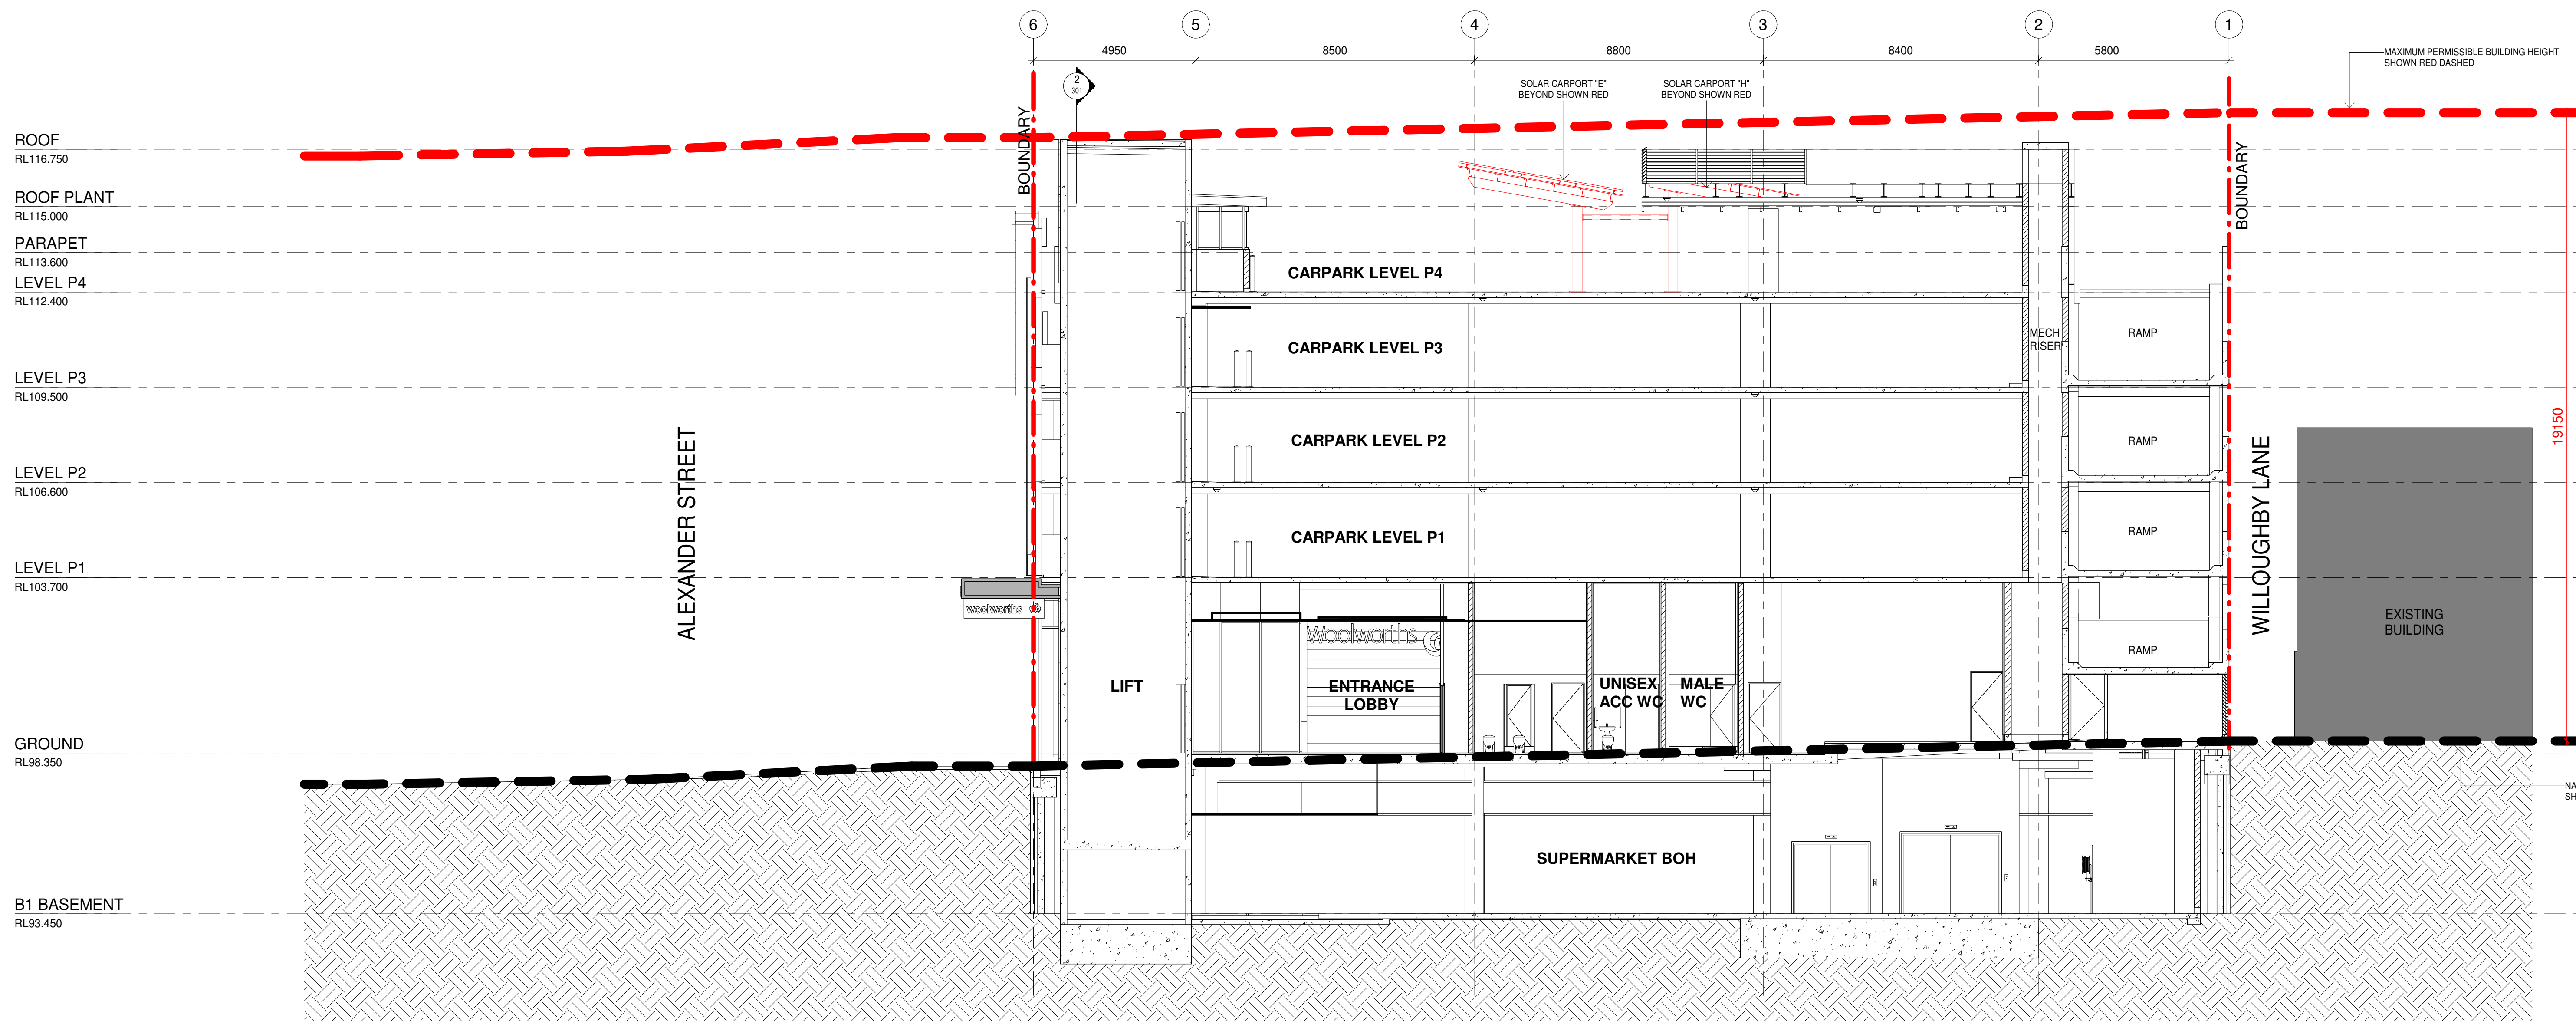 6
5
4
3
2
1
4950
8500
8800
8400
5800
MAXIMUM PERMISSIBLE BUILDING HEIGHT
SHOWN RED DASHED
2
301
SOLAR CARPORT "E"
BEYOND SHOWN RED
SOLAR CARPORT "H"
BEYOND SHOWN RED
BOUNDARY
BOUNDARY
ROOF
RL116.750
ROOF PLANT
RL115.000
PARAPET
RL113.600
LEVEL P4
RL112.400
LEVEL P3
RL109.500
LEVEL P2
RL106.600
LEVEL P1
RL103.700
GROUND
RL98.350
B1 BASEMENT
RL93.450
ALEXANDER STREET
CARPARK LEVEL P4
CARPARK LEVEL P3
CARPARK LEVEL P2
CARPARK LEVEL P1
MECH
RISER
RAMP
RAMP
RAMP
RAMP
woolworths
woolworths
LIFT
ENTRANCE
LOBBY
UNISEX
ACC WC
MALE
WC
SUPERMARKET BOH
WILLOUGHBY LANE
EXISTING
BUILDING
19150
NA
SH